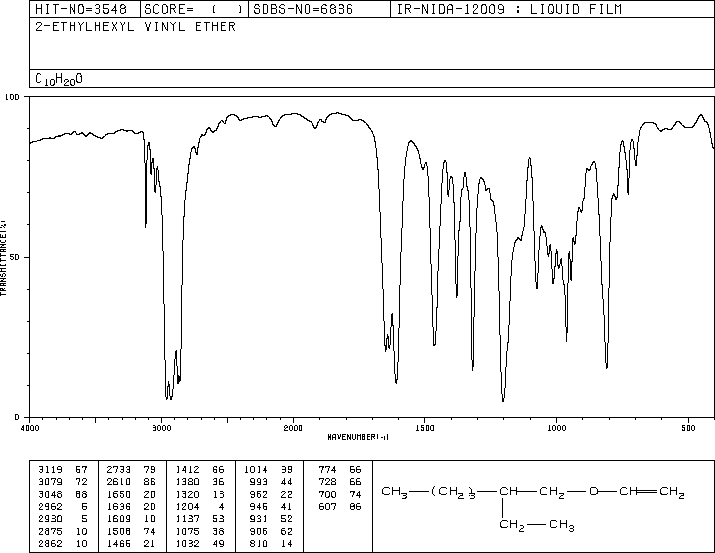 HIT-NO=3548 SCORE= ( ) SDBS-NO=6836 IR-NIDA-12009 : LIQUID FILM
2-ETHYLHEXYL VINYL ETHER
C10H20O
100
50
0
TRANSMITTANCE(%)
4000 3000 2000 1500 1000 500
WAVENUMBER(-1)
3119 57 2733 79 1412 66 1014 39 774 66
3079 72 2610 86 1380 36 993 44 728 66
3048 68 1650 20 1320 13 962 22 700 74
2962 5 1636 20 1204 4 945 41 607 86
2930 5 1609 10 1137 53 931 52
2875 10 1508 74 1075 38 906 62
2862 10 1466 21 1032 49 810 14
CH3—(CH2)3—CH—CH2—O—CH=CH2
CH2—CH3